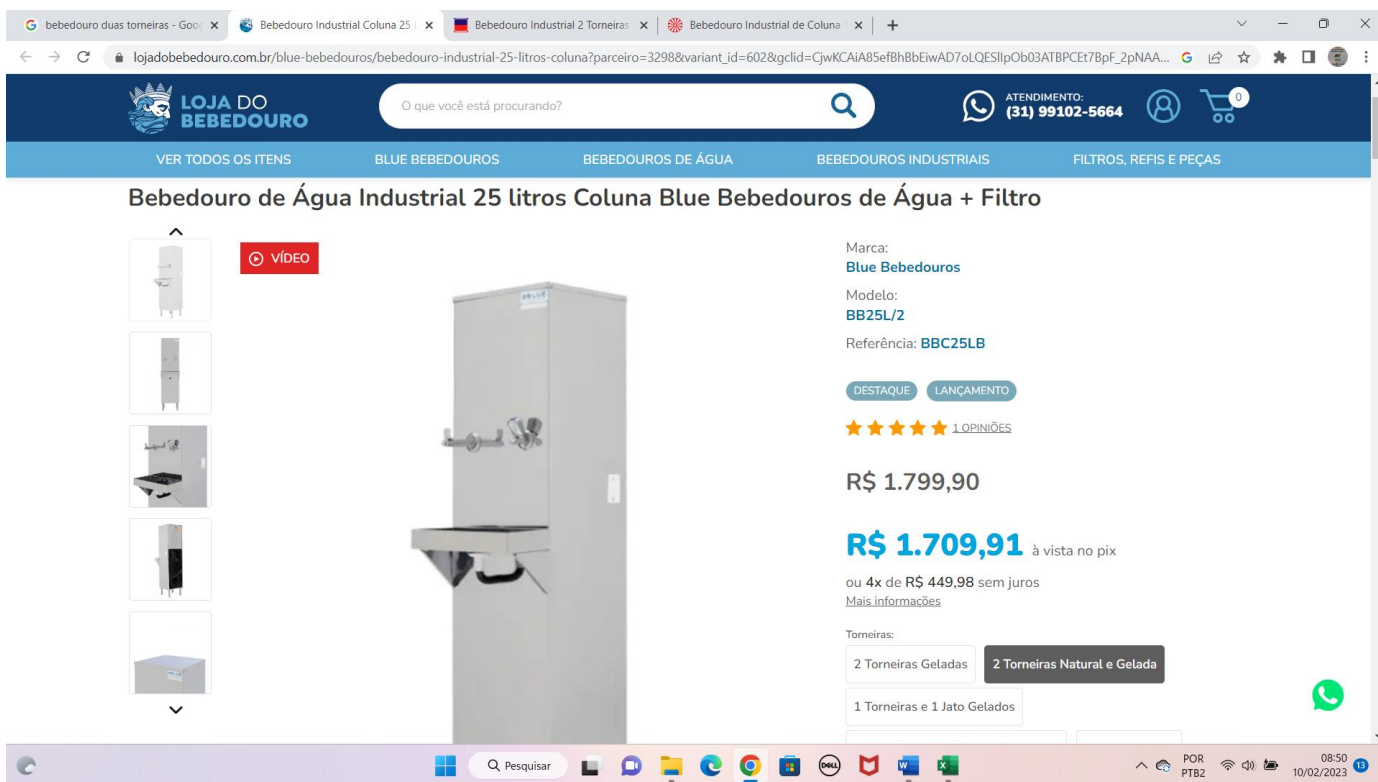 bebedouro duas torneiras - Goo
Bebedouro Industrial Coluna 25 L
Bebedouro Industrial 2 Torneiras
Bebedouro Industrial de Coluna
lojadobebedouro.com.br/blue-bebedouros/bebedouro-industrial-25-litros-coluna?parceiro=3298&variant_id=602&gclid=CjwKCAiA85efBhBbEiwAD7oLQESlIpOb03ATBPCEt7BpF_2pNAA...
LOJA DO
BEBEDOURO
O que você está procurando?
ATENDIMENTO:
(31) 99102-5664
0
VER TODOS OS ITENS BLUE BEBEDOUROS BEBEDOUROS DE ÁGUA BEBEDOUROS INDUSTRIAIS FILTROS, REFIS E PEÇAS
Bebedouro de Água Industrial 25 litros Coluna Blue Bebedouros de Água + Filtro
VÍDEO
BLUE
Marca:
Blue Bebedouros
Modelo:
BB25L/2
Referência: BBC25LB
DESTAQUE LANÇAMENTO
1 OPINIÕES
R$ 1.799,90
R$ 1.709,91 à vista no pix
ou 4x de R$ 449,98 sem juros
Mais informações
Torneiras:
2 Torneiras Geladas 2 Torneiras Natural e Gelada
1 Torneiras e 1 Jato Gelados
Pesquisar
DELL
POR
PTB2
08:50
10/02/2023
13